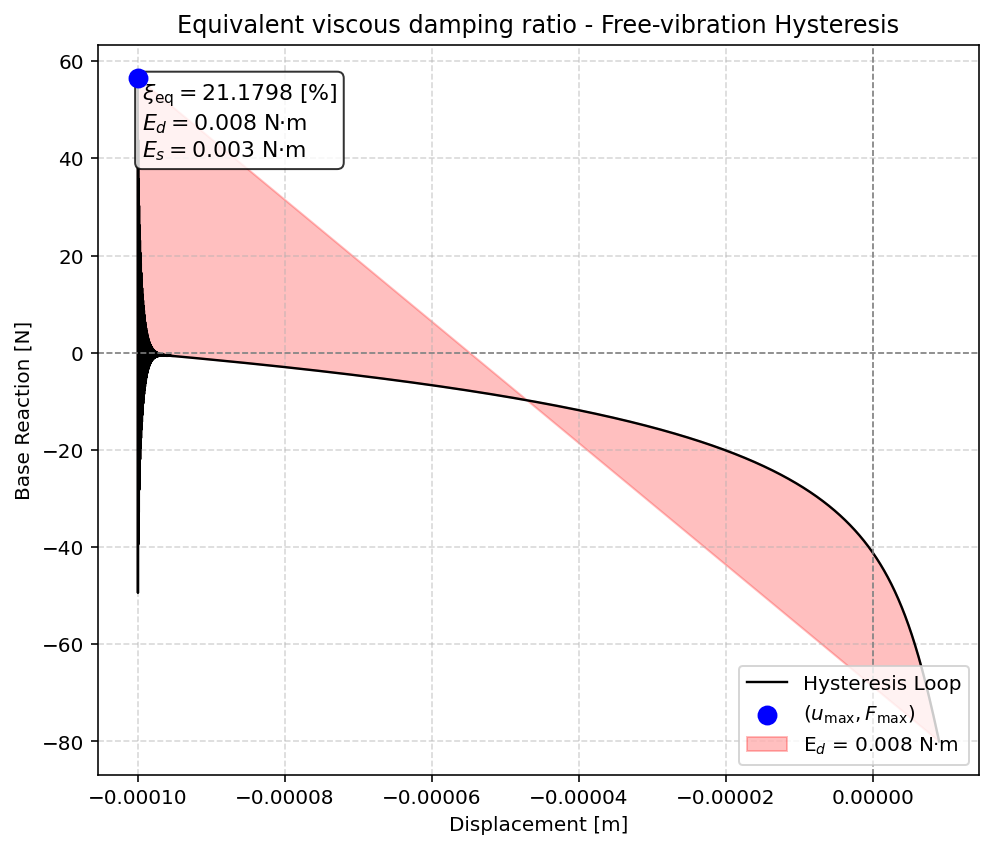 Equivalent viscous damping ratio - Free-vibration Hysteresis
60
40
20
0
−20
−40
−60
−80
Base Reaction [N]
ξeq = 21.1798 [%]
Ed = 0.008 N·m
Es = 0.003 N·m
Hysteresis Loop
(umax, Fmax)
Ed = 0.008 N·m
−0.00010
−0.00008
−0.00006
−0.00004
−0.00002
0.00000
Displacement [m]